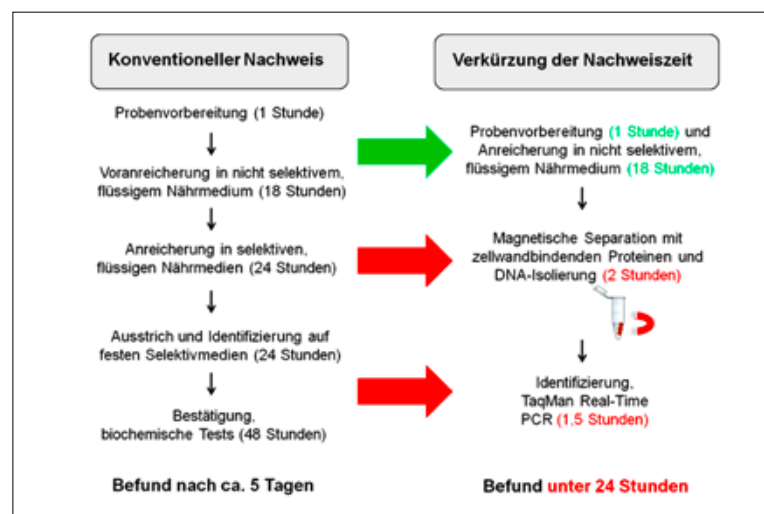 Konventioneller Nachweis
Probenvorbereitung (1 Stunde)
Voranreicherung in nicht selektivem,
flüssigem Nährmedium (18 Stunden)
Anreicherung in selektiven,
flüssigen Nährmedien (24 Stunden)
Ausstrich und Identifizierung auf
festen Selektivmedien (24 Stunden)
Bestätigung,
biochemische Tests (48 Stunden)
Befund nach ca. 5 Tagen
Verkürzung der Nachweiszeit
Probenvorbereitung (1 Stunde) und
Anreicherung in nicht selektivem,
flüssigem Nährmedium (18 Stunden)
Magnetische Separation mit
zellwandbindenden Proteinen und
DNA-Isolierung (2 Stunden)
Identifizierung,
TaqMan Real-Time
PCR (1,5 Stunden)
Befund unter 24 Stunden